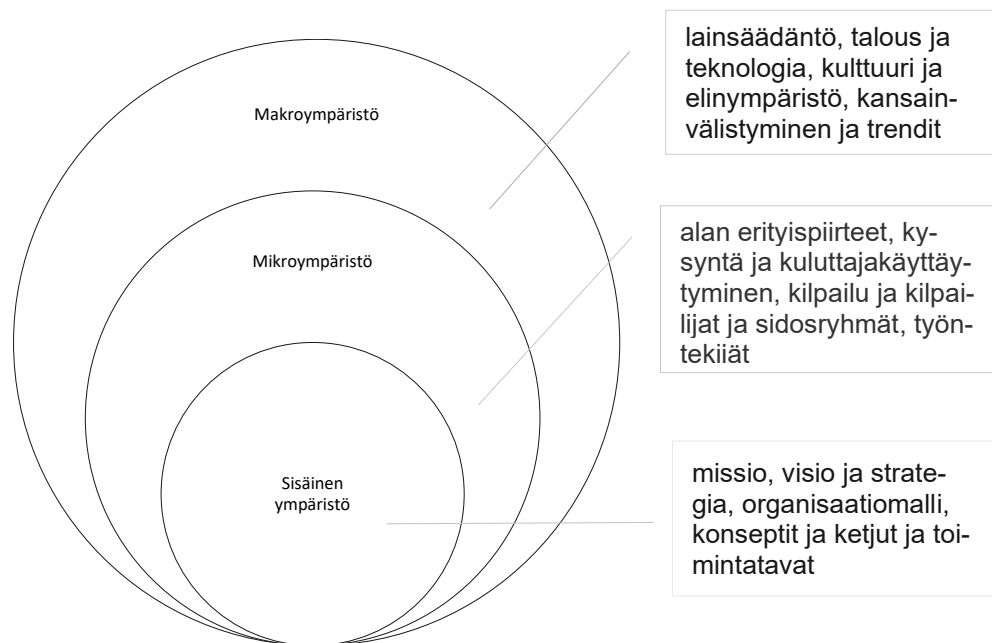 Makroympäristö
lainsäädäntö, talous ja
teknologia, kulttuuri ja
elinympäristö, kansain-
välistyminen ja trendit
Mikroympäristö
alan erityispiirteet, ky-
syntä ja kuluttajakäyttäy-
tyminen, kilpailu ja kilpai-
lijat ja sidosryhmät, työn-
tekiiät
Sisäinen
ympäristö
missio, visio ja strate-
gia, organisaatiomalli,
konseptit ja ketjut ja toi-
mintatavat